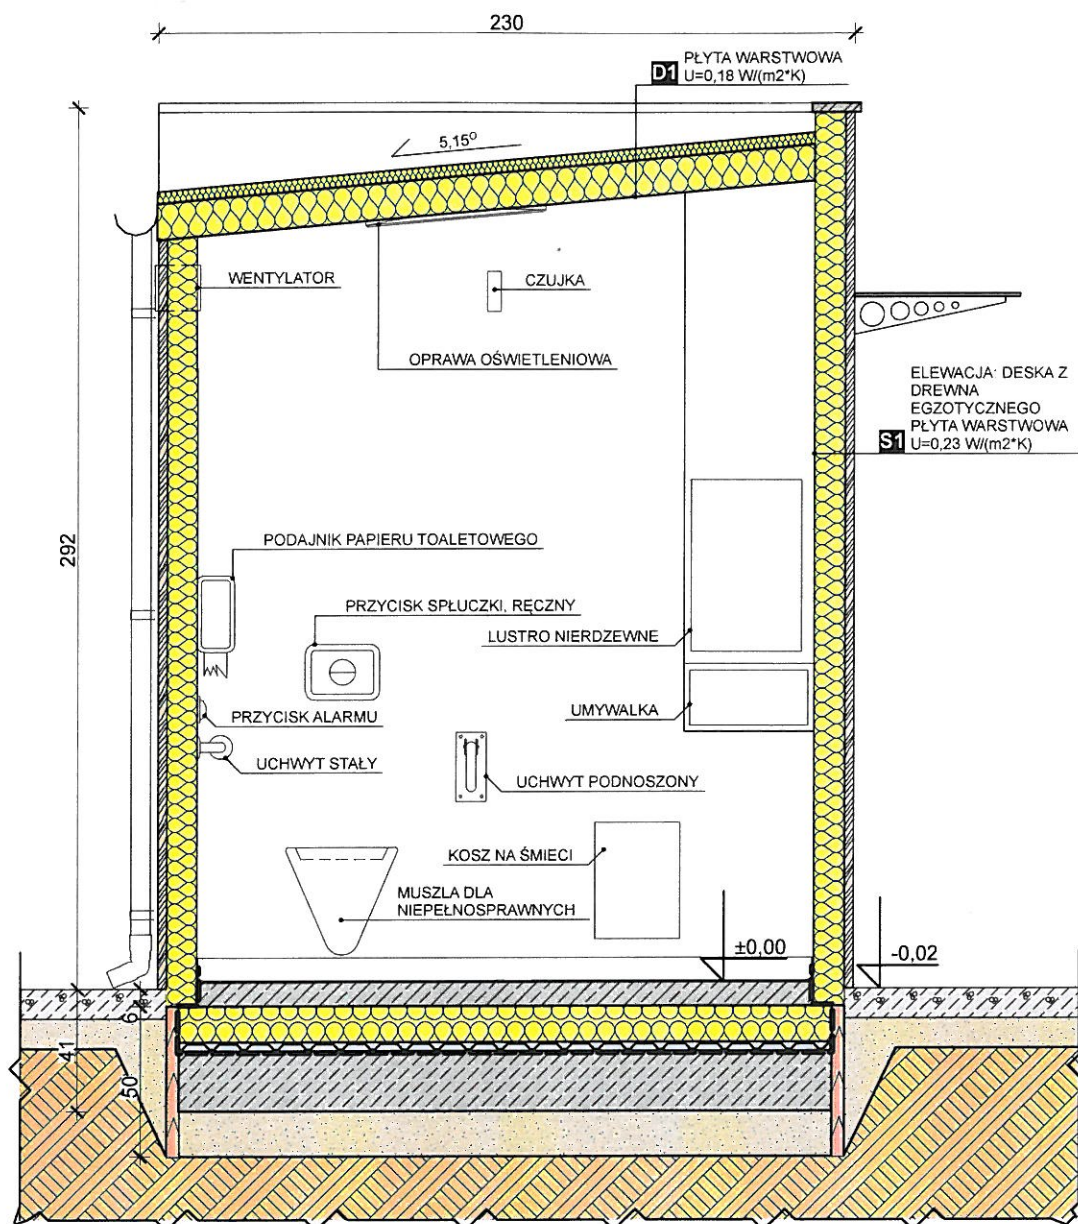 230
D1 PŁYTA WARSTWOWA
U=0,18 W/(m2*K)
5,15°
WENTYLATOR
CZUJKA
OPRAWA OŚWIETLENIOWA
ELEWACJA: DESKA Z
DREWNA
EGZOTYCZNEGO
PŁYTA WARSTWOWA
S1 U=0,23 W/(m2*K)
292
PODAJNIK PAPIERU TOALETOWEGO
PRZYCISK SPŁUCZKI, RĘCZNY
LUSTRO NIERDZEWNE
UMYWALKA
PRZYCISK ALARMU
UCHWYT STAŁY
UCHWYT PODNOSZONY
KOSZ NA ŚMIECI
MUSZLA DLA
NIEPEŁNOSPRAWNYCH
±0,00
-0,02
6
41
50